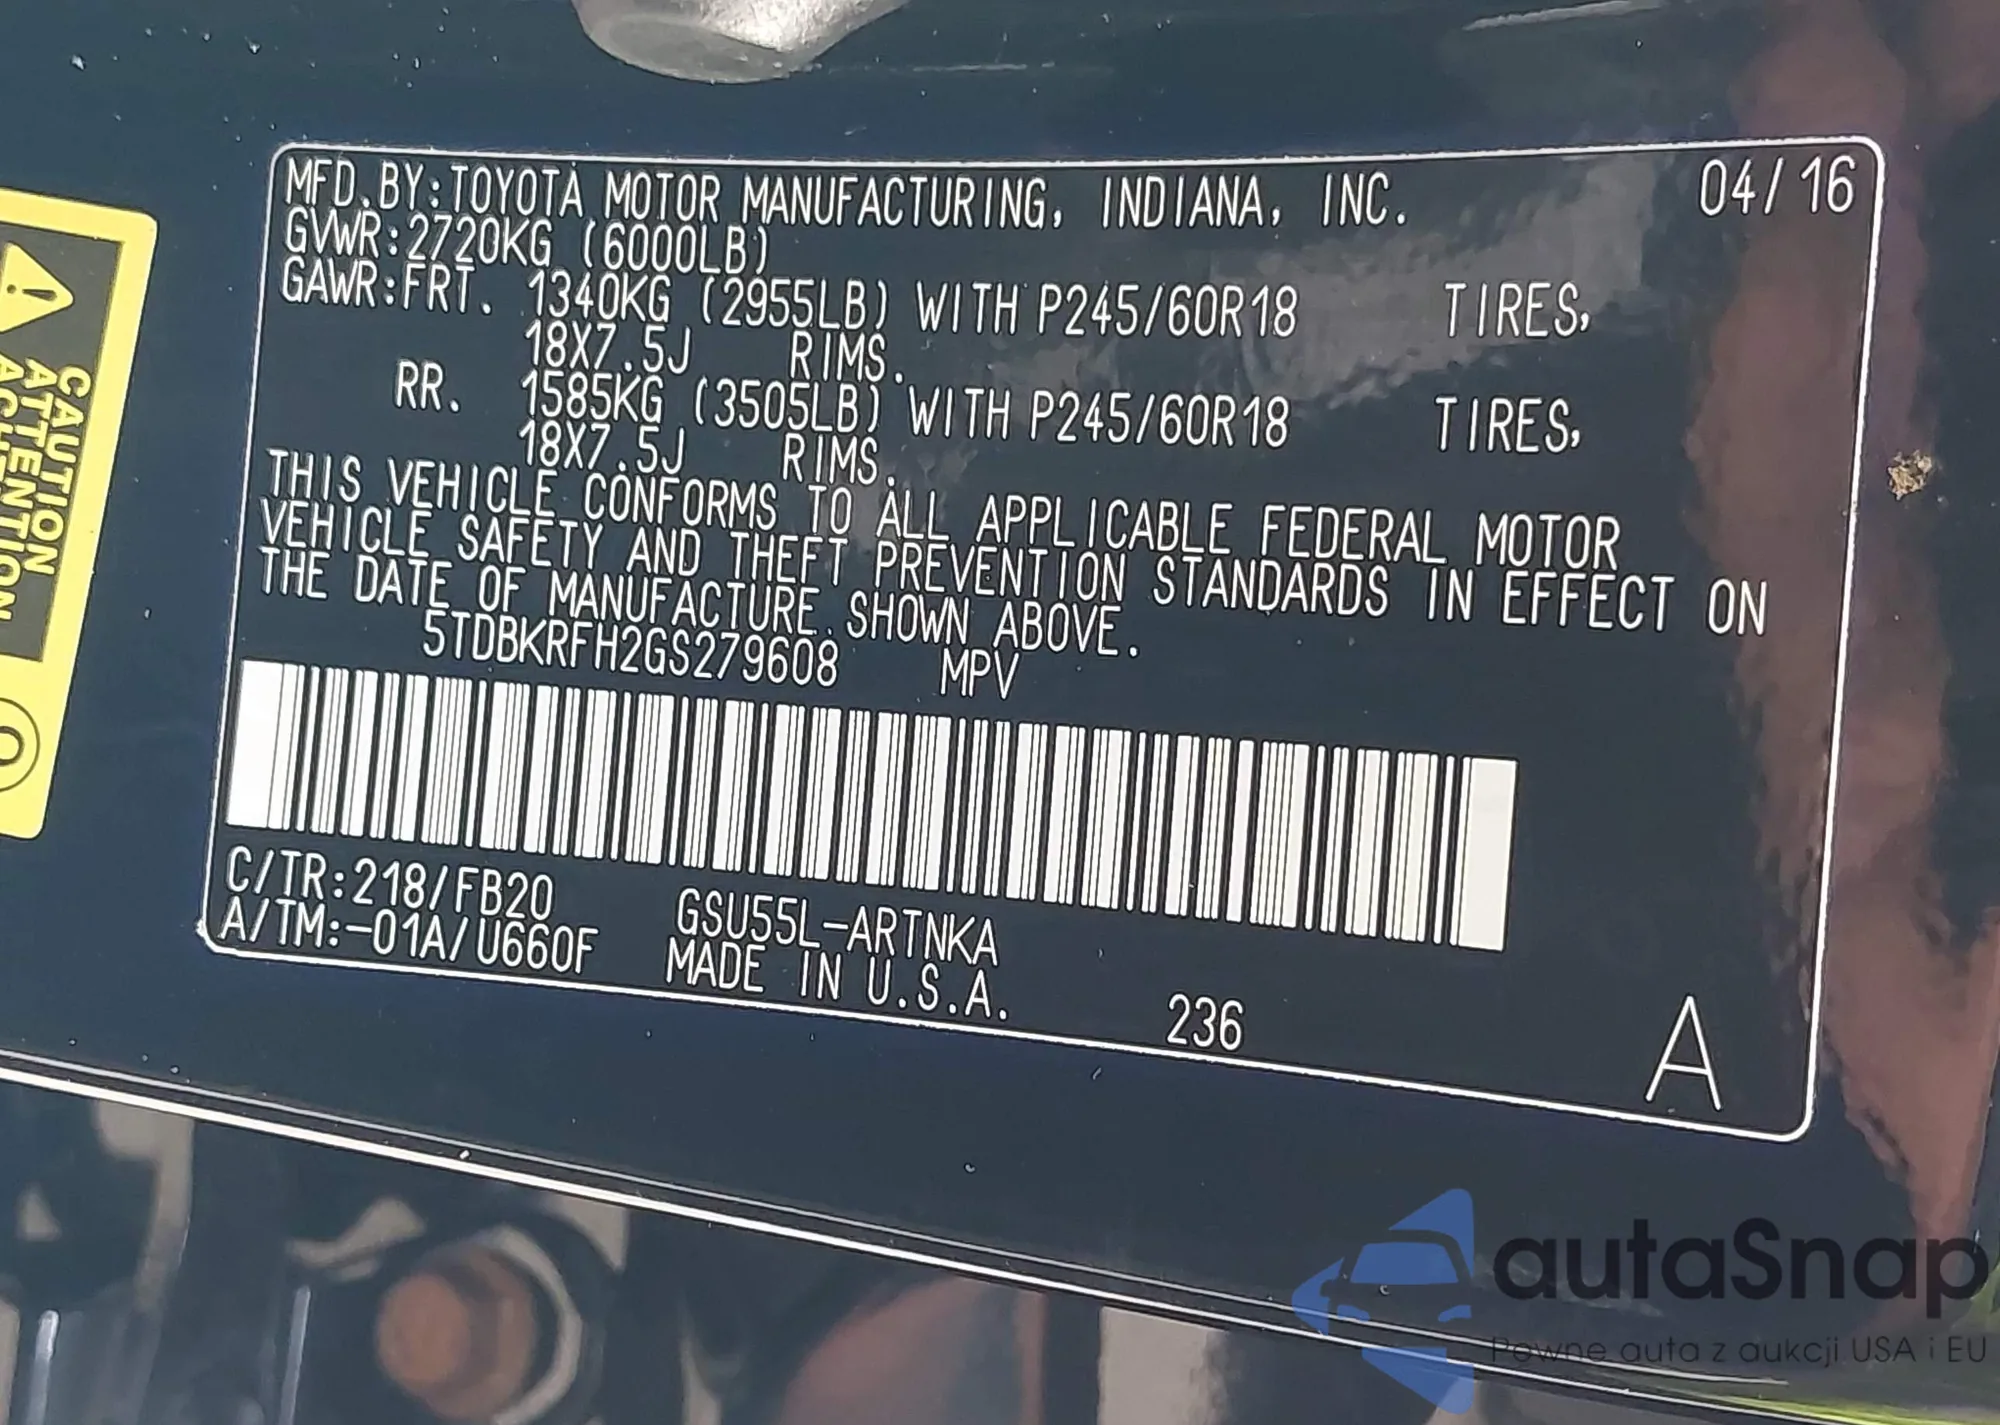 MFD.BY:TOYOTA MOTOR MANUFACTURING, INDIANA, INC. 04/16
GVWR:2720KG (6000LB)
GAWR:FRT. 1340KG (2955LB) WITH P245/60R18 TIRES,
18X7.5J RIMS.
RR. 1585KG (3505LB) WITH P245/60R18 TIRES,
18X7.5J RIMS.
THIS VEHICLE CONFORMS TO ALL APPLICABLE FEDERAL MOTOR
VEHICLE SAFETY AND THEFT PREVENTION STANDARDS IN EFFECT ON
THE DATE OF MANUFACTURE SHOWN ABOVE.
5TDBKRFH2GS279608 MPV
C/TR:218/FB20 GSU55L-ARTNKA
A/TM:-01A/U660F MADE IN U.S.A. 236 A
CAUTION
ATTENTION
autaSnap
Pewne auta z aukcji USA i EU